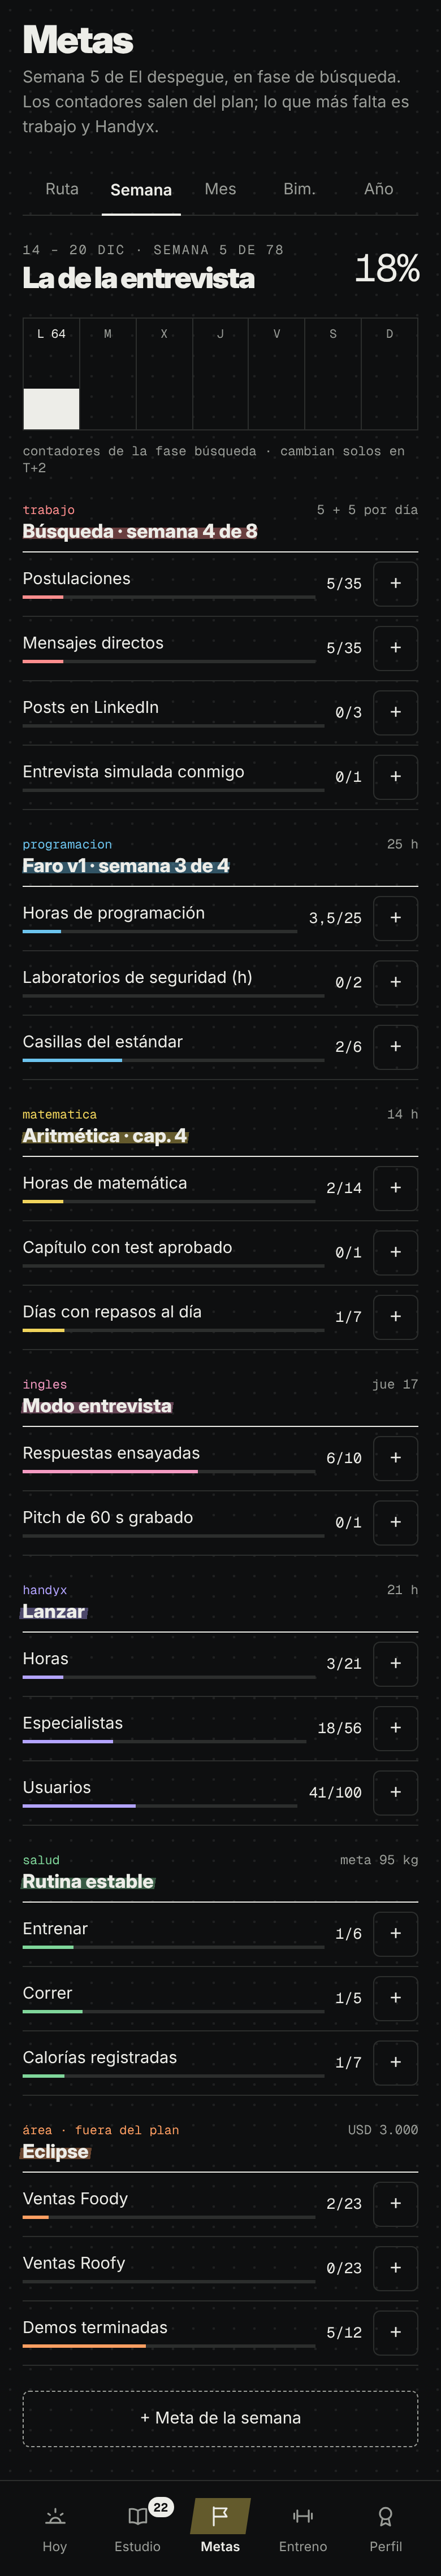 Metas
Semana 5 de El despegue, en fase de búsqueda.
Los contadores salen del plan; lo que más falta es
trabajo y Handyx.
Ruta Semana Mes Bim. Año
14 – 20 DIC · SEMANA 5 DE 78
La de la entrevista 18%
L 64 M X J V S D
contadores de la fase búsqueda · cambian solos en
T+2
trabajo 5 + 5 por día
Búsqueda · semana 4 de 8
Postulaciones 5/35 +
Mensajes directos 5/35 +
Posts en LinkedIn 0/3 +
Entrevista simulada conmigo 0/1 +
programacion 25 h
Faro v1 · semana 3 de 4
Horas de programación 3,5/25 +
Laboratorios de seguridad (h) 0/2 +
Casillas del estándar 2/6 +
matematica 14 h
Aritmética · cap. 4
Horas de matemática 2/14 +
Capítulo con test aprobado 0/1 +
Días con repasos al día 1/7 +
ingles jue 17
Modo entrevista
Respuestas ensayadas 6/10 +
Pitch de 60 s grabado 0/1 +
handyx 21 h
Lanzar
Horas 3/21 +
Especialistas 18/56 +
Usuarios 41/100 +
salud meta 95 kg
Rutina estable
Entrenar 1/6 +
Correr 1/5 +
Calorías registradas 1/7 +
área · fuera del plan USD 3.000
Eclipse
Ventas Foody 2/23 +
Ventas Roofy 0/23 +
Demos terminadas 5/12 +
+ Meta de la semana
22
Hoy Estudio Metas Entreno Perfil